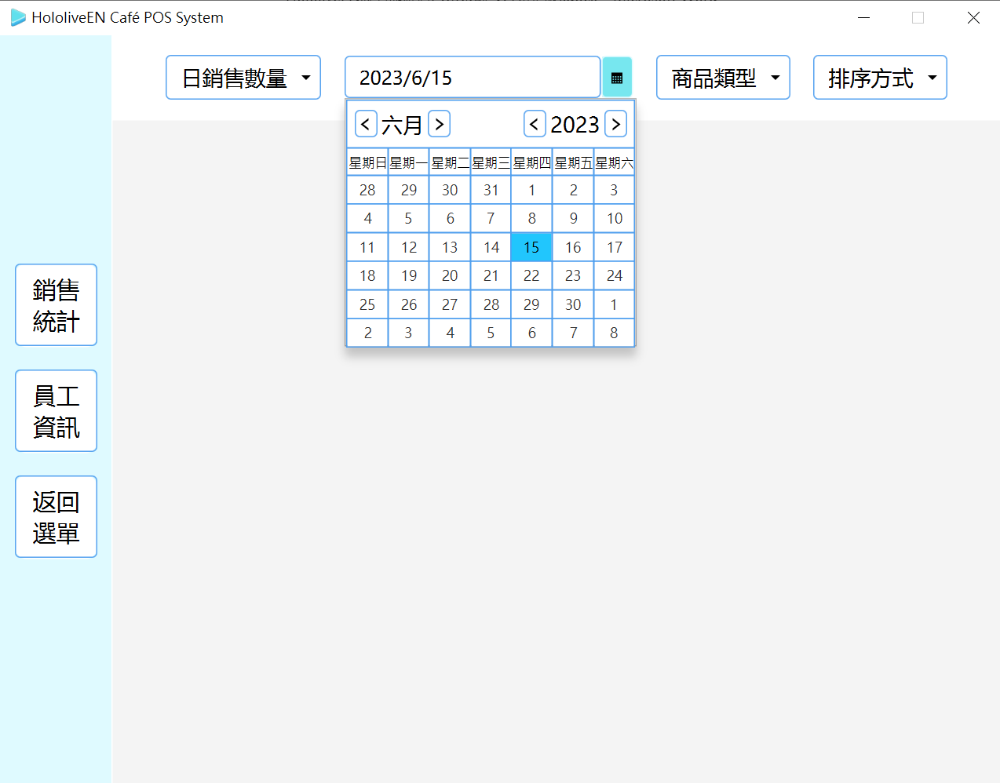 HololiveEN Café POS System
日銷售數量
2023/6/15
商品類型
排序方式
< 六月 > < 2023 >
星期日 星期一 星期二 星期三 星期四 星期五 星期六
28 29 30 31 1 2 3
4 5 6 7 8 9 10
11 12 13 14 15 16 17
18 19 20 21 22 23 24
25 26 27 28 29 30 1
2 3 4 5 6 7 8
銷售
統計
員工
資訊
返回
選單